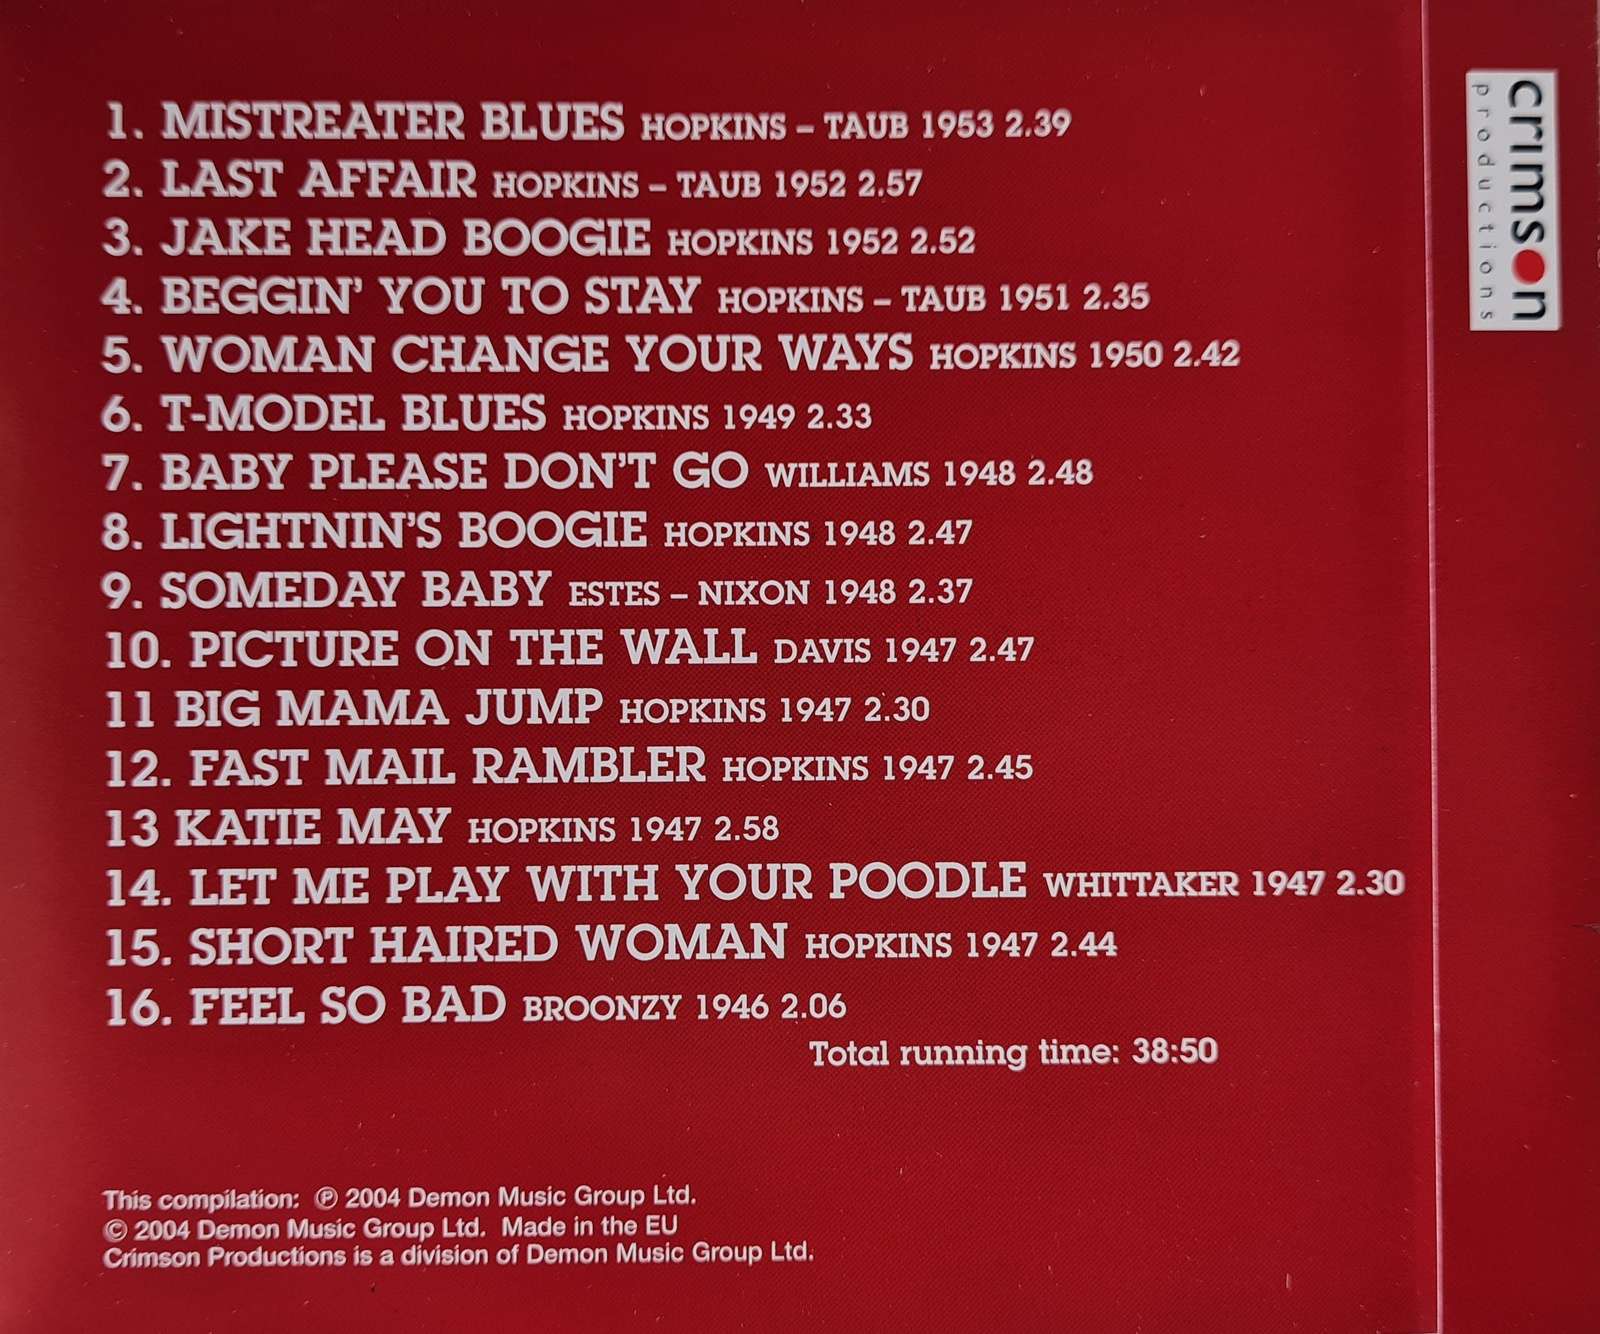 1. MISTREATER BLUES HOPKINS – TAUB 1953 2.39
2. LAST AFFAIR HOPKINS – TAUB 1952 2.57
3. JAKE HEAD BOOGIE HOPKINS 1952 2.52
4. BEGGIN' YOU TO STAY HOPKINS – TAUB 1951 2.35
5. WOMAN CHANGE YOUR WAYS HOPKINS 1950 2.42
6. T-MODEL BLUES HOPKINS 1949 2.33
7. BABY PLEASE DON'T GO WILLIAMS 1948 2.48
8. LIGHTNIN'S BOOGIE HOPKINS 1948 2.47
9. SOMEDAY BABY ESTES – NIXON 1948 2.37
10. PICTURE ON THE WALL DAVIS 1947 2.47
11 BIG MAMA JUMP HOPKINS 1947 2.30
12. FAST MAIL RAMBLER HOPKINS 1947 2.45
13 KATIE MAY HOPKINS 1947 2.58
14. LET ME PLAY WITH YOUR POODLE WHITTAKER 1947 2.30
15. SHORT HAIRED WOMAN HOPKINS 1947 2.44
16. FEEL SO BAD BROONZY 1946 2.06
Total running time: 38:50
This compilation: ℗ 2004 Demon Music Group Ltd.
© 2004 Demon Music Group Ltd. Made in the EU
Crimson Productions is a division of Demon Music Group Ltd.
crimson
productions